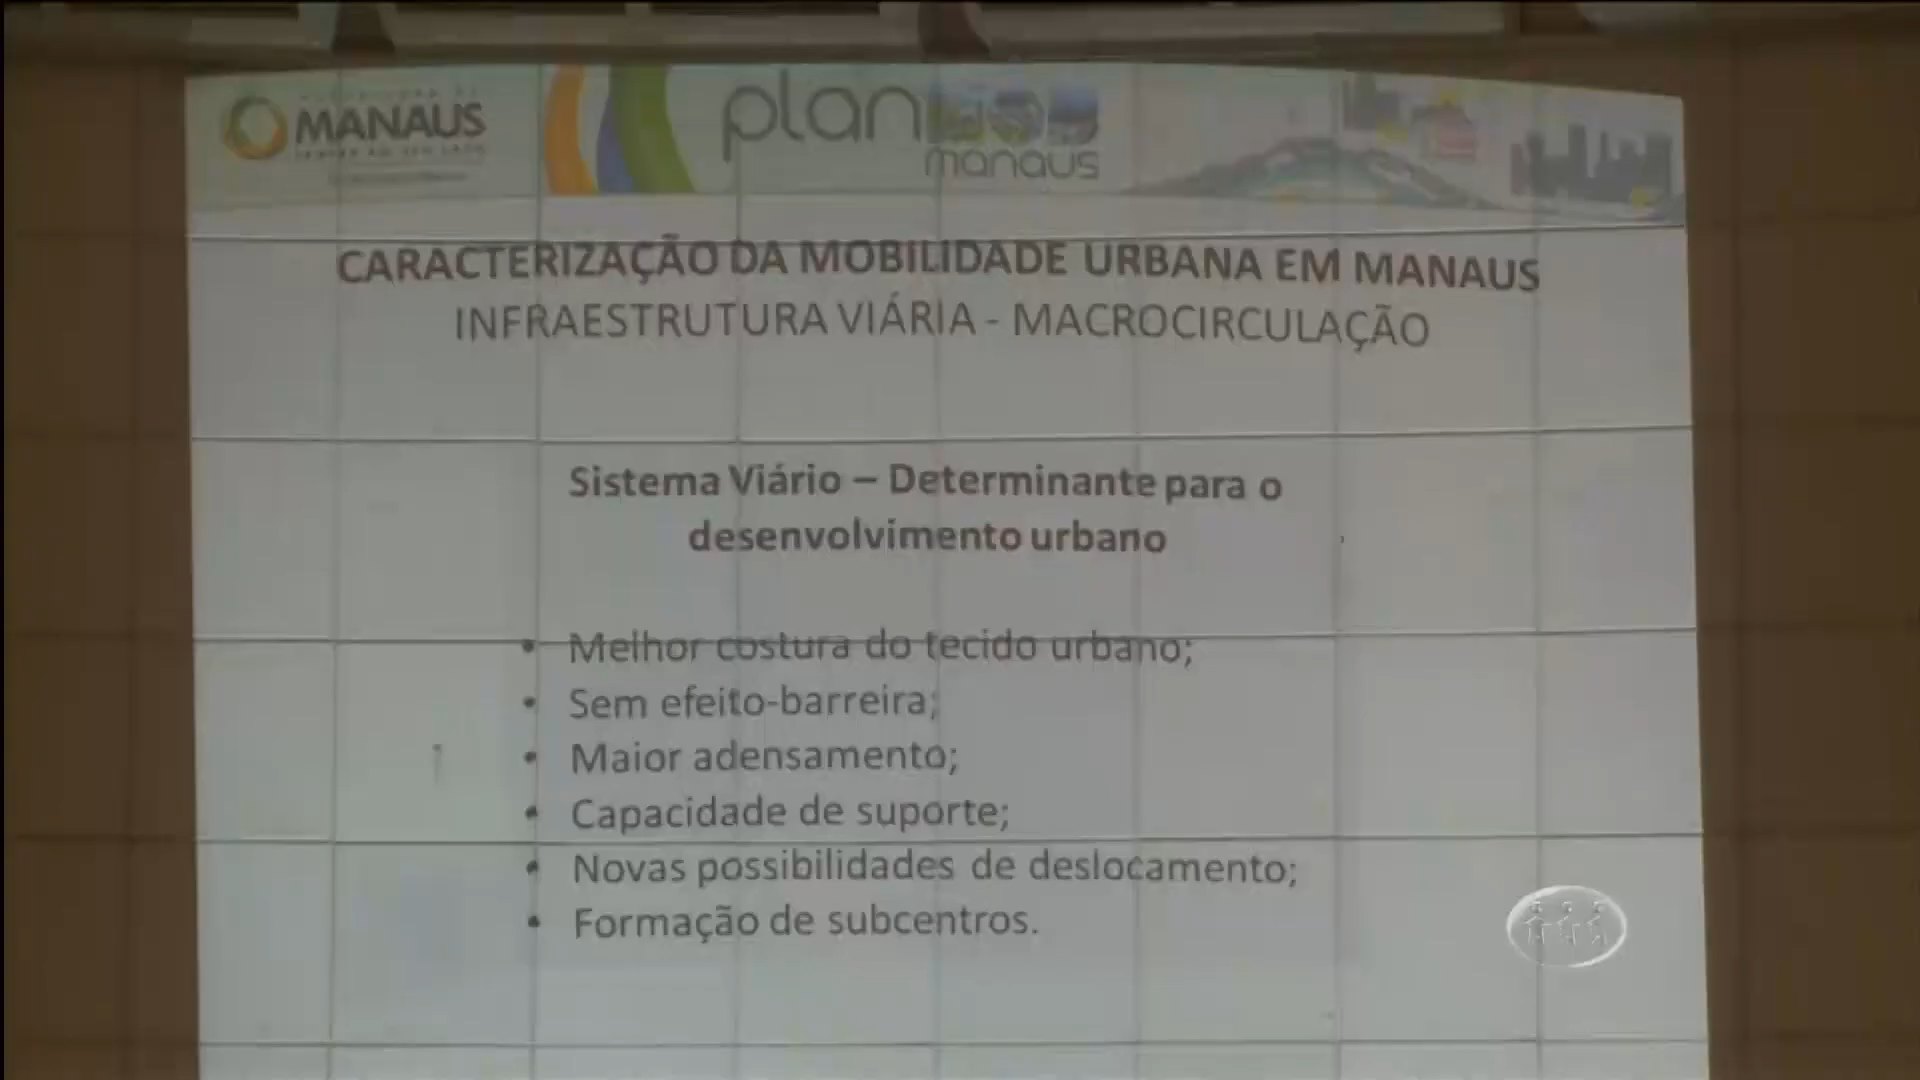 MANAUS
plan
manaus
CARACTERIZAÇÃO DA MOBILIDADE URBANA EM MANAUS
INFRAESTRUTURA VIÁRIA - MACROCIRCULAÇÃO
Sistema Viário – Determinante para o
desenvolvimento urbano
• Melhor costura do tecido urbano;
• Sem efeito-barreira;
• Maior adensamento;
• Capacidade de suporte;
• Novas possibilidades de deslocamento;
• Formação de subcentros.